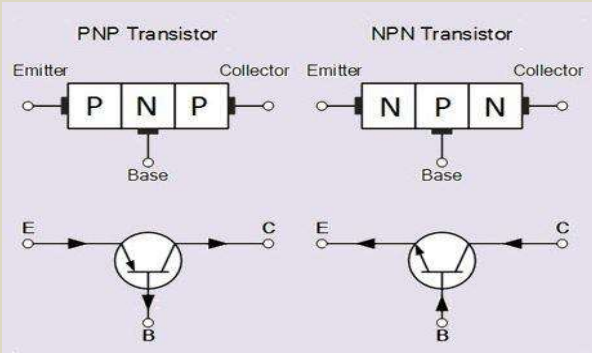 PNP Transistor
NPN Transistor
Emitter
Collector
Emitter
Collector
P N P
N P N
Base
Base
E
C
E
C
B
B